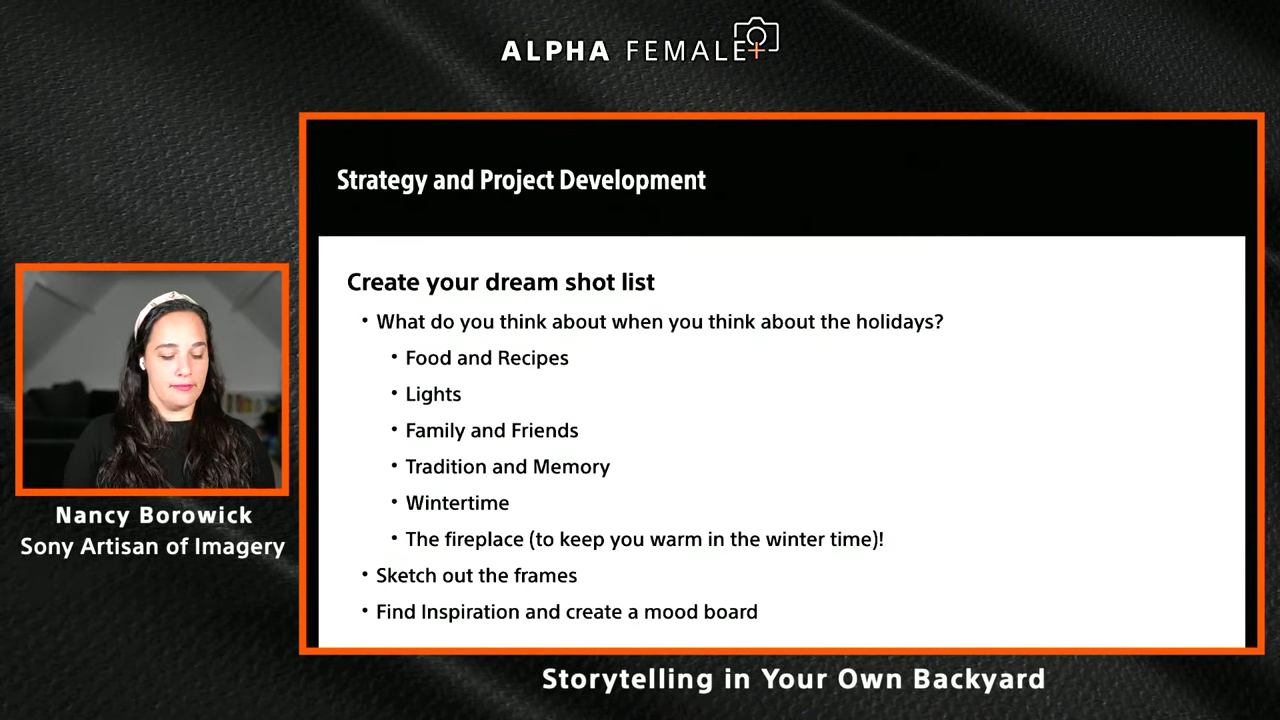 ALPHA FEMALE
Strategy and Project Development
Create your dream shot list
• What do you think about when you think about the holidays?
• Food and Recipes
• Lights
• Family and Friends
• Tradition and Memory
• Wintertime
• The fireplace (to keep you warm in the winter time)!
• Sketch out the frames
• Find Inspiration and create a mood board
Nancy Borowick
Sony Artisan of Imagery
Storytelling in Your Own Backyard